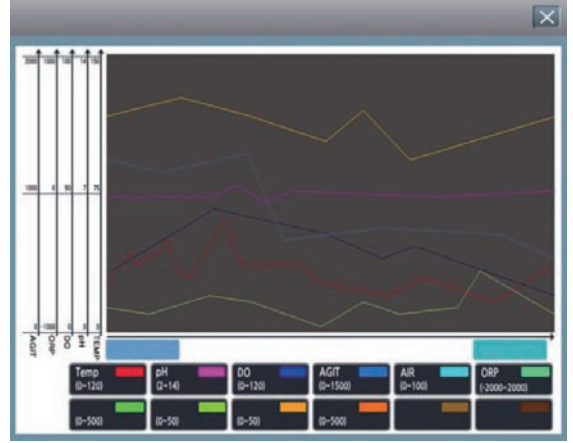 2000 1000 100 14 150
1000 0 50 7 75
0 -1000 0 0 0
AGIT ORP DO pH TEMP
Temp pH DO AGIT AIR ORP
(0~120) (2~14) (0~120) (0~1500) (0~100) (-2000~2000)
(0~500) (0~50) (0~50) (0~500)